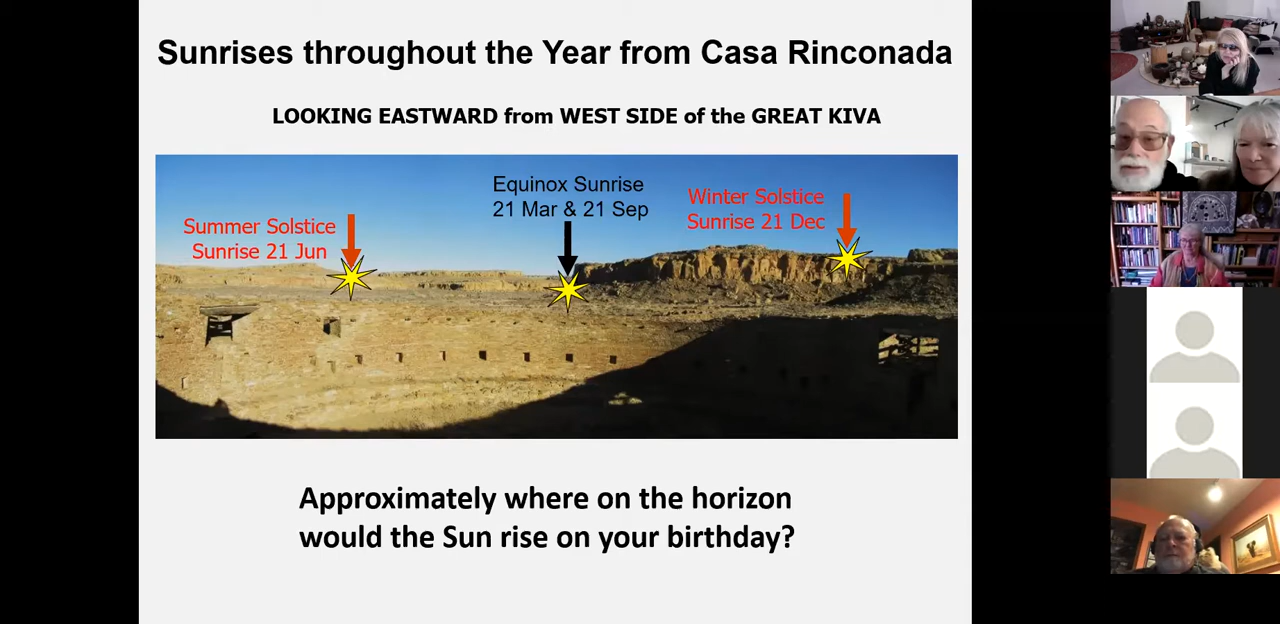 Sunrises throughout the Year from Casa Rinconada
LOOKING EASTWARD from WEST SIDE of the GREAT KIVA
Summer Solstice
Sunrise 21 Jun
Equinox Sunrise
21 Mar & 21 Sep
Winter Solstice
Sunrise 21 Dec
Approximately where on the horizon
would the Sun rise on your birthday?